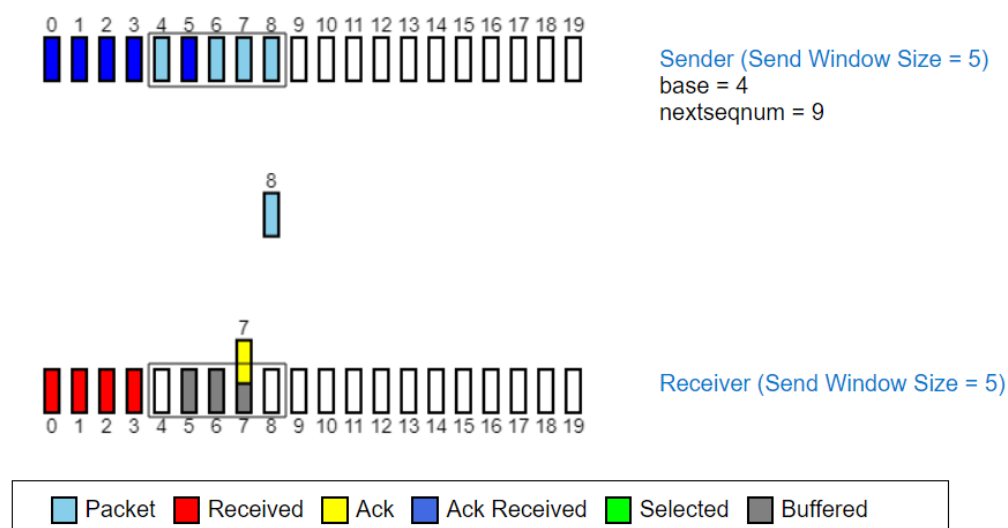 0 1 2 3 4 5 6 7 8 9 10 11 12 13 14 15 16 17 18 19
Sender (Send Window Size = 5)
base = 4
nextseqnum = 9
8
7
Receiver (Send Window Size = 5)
0 1 2 3 4 5 6 7 8 9 10 11 12 13 14 15 16 17 18 19
Packet Received Ack Ack Received Selected Buffered